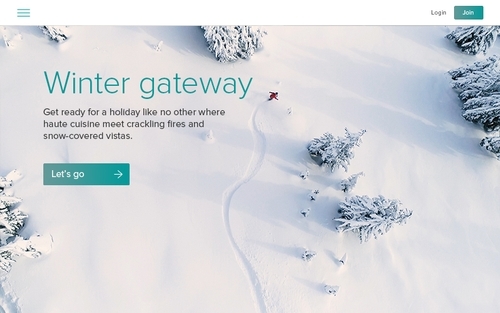 Login
Join
Winter gateway
Get ready for a holiday like no other where
haute cuisine meet crackling fires and
snow-covered vistas.
Let's go